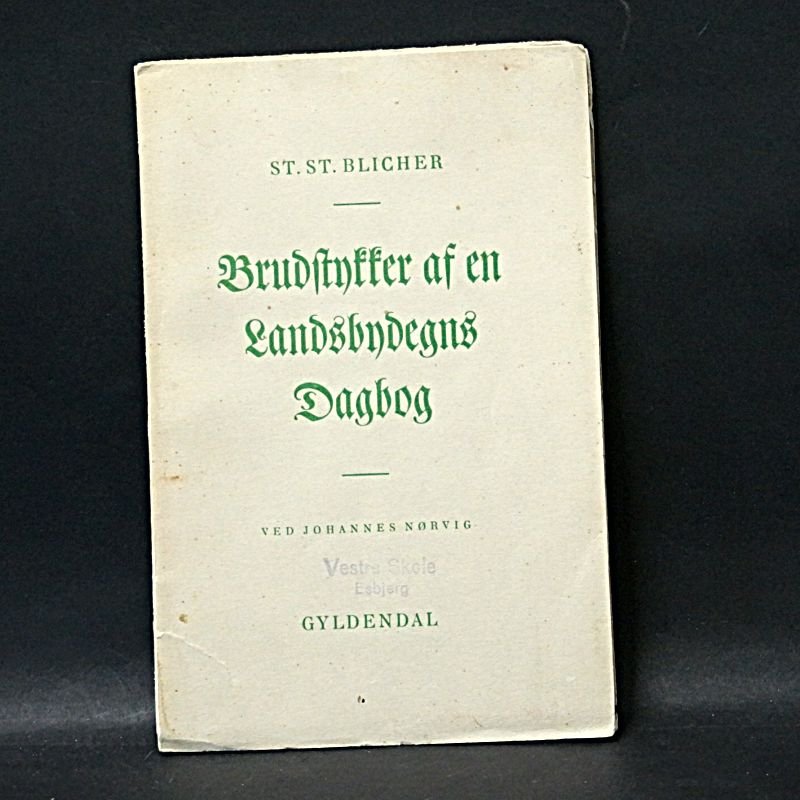 ST. ST. BLICHER
Brudstykker af en
Landsbydegns
Dagbog
VED JOHANNES NØRVIG
Vestre Skole
Esbjerg
GYLDENDAL